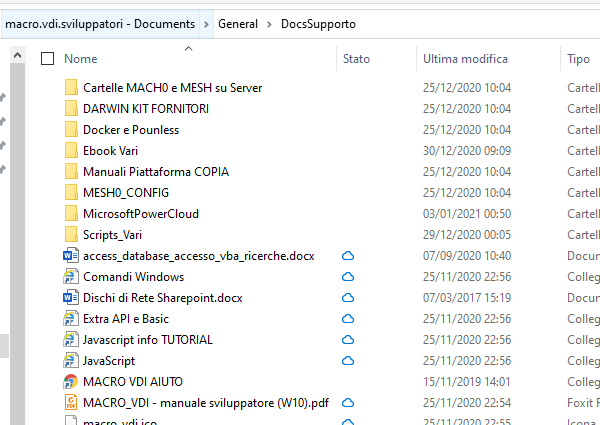 macro.vdi.sviluppatori - Documents > General > DocsSupporto
Nome Stato Ultima modifica Tipo
Cartelle MACH0 e MESH su Server 25/12/2020 10:04 Cartell
DARWIN KIT FORNITORI 25/12/2020 10:04 Cartell
Docker e Pounless 25/12/2020 10:04 Cartell
Ebook Vari 30/12/2020 09:09 Cartell
Manuali Piattaforma COPIA 25/12/2020 10:04 Cartell
MESH0_CONFIG 25/12/2020 10:04 Cartell
MicrosoftPowerCloud 03/01/2021 00:50 Cartell
Scripts_Vari 29/12/2020 00:05 Cartell
access_database_accesso_vba_ricerche.docx 07/09/2020 10:40 Docum
Comandi Windows 25/11/2020 22:56 Colleg
Dischi di Rete Sharepoint.docx 07/03/2017 15:19 Docum
Extra API e Basic 25/11/2020 22:56 Colleg
Javascript info TUTORIAL 25/11/2020 22:56 Colleg
JavaScript 25/11/2020 22:56 Colleg
MACRO VDI AIUTO 15/11/2019 14:01 Colleg
MACRO_VDI - manuale sviluppatore (W10).pdf 25/11/2020 22:54 Foxit F
macro_vdi.ico 25/11/2020 22:55 Icona